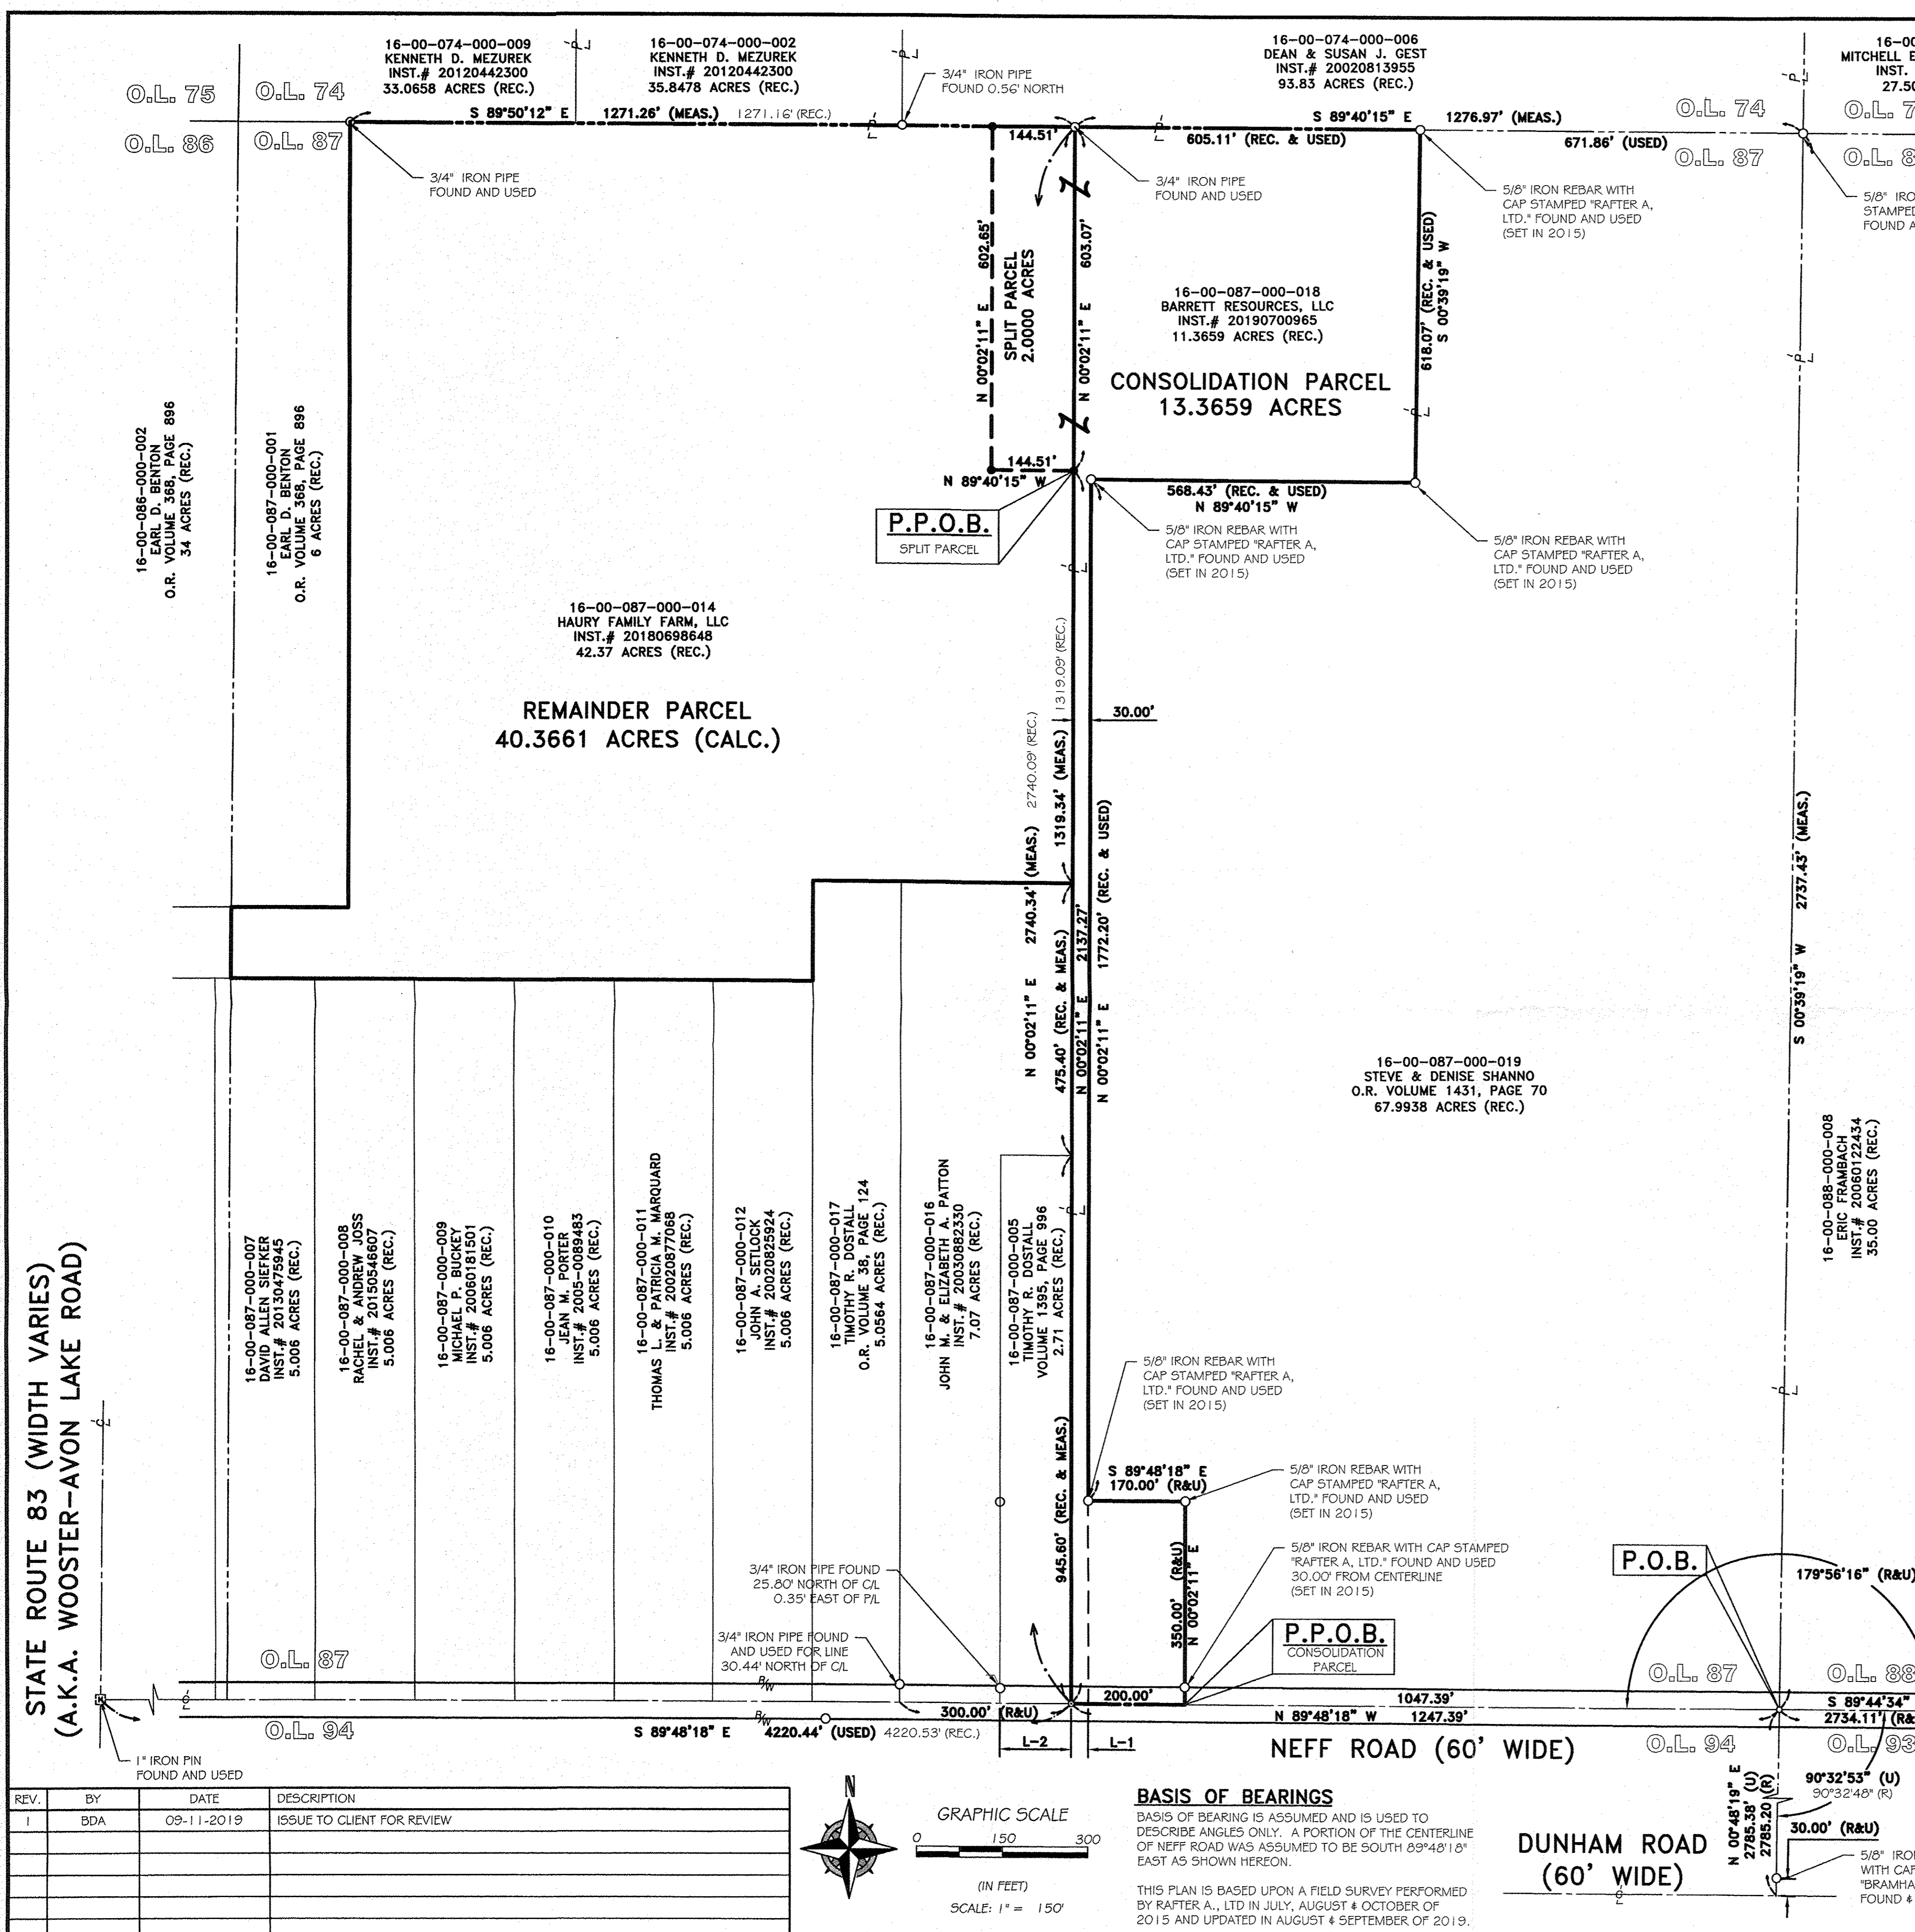 16-00-074-000-009
KENNETH D. MEZUREK
INST.# 20120442300
33.0658 ACRES (REC.)
16-00-074-000-002
KENNETH D. MEZUREK
INST.# 20120442300
35.8478 ACRES (REC.)
3/4" IRON PIPE
FOUND 0.56' NORTH
16-00-074-000-006
DEAN & SUSAN J. GEST
INST.# 20020813955
93.83 ACRES (REC.)
16-00
MITCHELL E
INST.
27.50
O.L. 75
O.L. 74
O.L. 86
O.L. 87
S 89°50'12" E 1271.26' (MEAS.) 1271.16' (REC.)
144.51'
605.11' (REC. & USED)
S 89°40'15" E 1276.97' (MEAS.)
671.86' (USED)
O.L. 74
O.L. 87
O.L. 7
O.L. 8
3/4" IRON PIPE
FOUND AND USED
3/4" IRON PIPE
FOUND AND USED
5/8" IRON REBAR WITH
CAP STAMPED "RAFTER A,
LTD." FOUND AND USED
(SET IN 2015)
5/8" IRO
STAMPED
FOUND A
N 00°02'11" E 602.65'
SPLIT PARCEL
2.0000 ACRES
N 00°02'11" E 603.07'
16-00-087-000-018
BARRETT RESOURCES, LLC
INST.# 20190700965
11.3659 ACRES (REC.)
CONSOLIDATION PARCEL
13.3659 ACRES
618.07' (REC. & USED)
S 00°39'19" W
16-00-086-000-002
EARL D. BENTON
O.R. VOLUME 368, PAGE 896
34 ACRES (REC.)
16-00-087-000-001
EARL D. BENTON
O.R. VOLUME 368, PAGE 896
6 ACRES (REC.)
144.51'
N 89°40'15" W
568.43' (REC. & USED)
N 89°40'15" W
P.P.O.B.
SPLIT PARCEL
5/8" IRON REBAR WITH
CAP STAMPED "RAFTER A,
LTD." FOUND AND USED
(SET IN 2015)
5/8" IRON REBAR WITH
CAP STAMPED "RAFTER A,
LTD." FOUND AND USED
(SET IN 2015)
16-00-087-000-014
HAURY FAMILY FARM, LLC
INST.# 20180698648
42.37 ACRES (REC.)
REMAINDER PARCEL
40.3661 ACRES (CALC.)
30.00'
N 00°02'11" E 2740.34' (MEAS.) 2740.09' (REC.)
1319.34' (MEAS.) 1319.09' (REC.)
475.40' (REC. & MEAS.)
N 00°02'11" E 2137.27'
N 00°02'11" E 1772.20' (REC. & USED)
945.60' (REC. & MEAS.)
S 00°39'19" W 2737.43' (MEAS.)
16-00-087-000-019
STEVE & DENISE SHANNO
O.R. VOLUME 1431, PAGE 70
67.9938 ACRES (REC.)
16-00-088-000-008
ERIC FRAMBACH
INST.# 20060122434
35.00 ACRES (REC.)
16-00-087-000-007
DAVID ALLEN SIEFKER
INST.# 20130475945
5.006 ACRES (REC.)
16-00-087-000-008
RACHEL & ANDREW JOSS
INST.# 20150546607
5.006 ACRES (REC.)
16-00-087-000-009
MICHAEL P. BUCKEY
INST.# 20060181501
5.006 ACRES (REC.)
16-00-087-000-010
JEAN M. PORTER
INST.# 2005-0089483
5.006 ACRES (REC.)
16-00-087-000-011
THOMAS L. & PATRICIA M. MARQUARD
INST.# 20020877068
5.006 ACRES (REC.)
16-00-087-000-012
JOHN A. SETLOCK
INST.# 20020825924
5.006 ACRES (REC.)
16-00-087-000-017
TIMOTHY R. DOSTALL
O.R. VOLUME 38, PAGE 124
5.0564 ACRES (REC.)
16-00-087-000-016
JOHN M. & ELIZABETH A. PATTON
INST.# 20030882330
7.07 ACRES (REC.)
16-00-087-000-005
TIMOTHY R. DOSTALL
VOLUME 1395, PAGE 996
2.71 ACRES (REC.)
STATE ROUTE 83 (WIDTH VARIES)
(A.K.A. WOOSTER-AVON LAKE ROAD)
5/8" IRON REBAR WITH
CAP STAMPED "RAFTER A,
LTD." FOUND AND USED
(SET IN 2015)
S 89°48'18" E
170.00' (R&U)
5/8" IRON REBAR WITH
CAP STAMPED "RAFTER A,
LTD." FOUND AND USED
(SET IN 2015)
350.00' (R&U)
N 00°02'11" E
5/8" IRON REBAR WITH CAP STAMPED
"RAFTER A, LTD." FOUND AND USED
30.00' FROM CENTERLINE
(SET IN 2015)
P.O.B.
179°56'16" (R&U)
3/4" IRON PIPE FOUND
25.80' NORTH OF C/L
0.35' EAST OF P/L
3/4" IRON PIPE FOUND
AND USED FOR LINE
30.44' NORTH OF C/L
P.P.O.B.
CONSOLIDATION
PARCEL
O.L. 87
O.L. 94
O.L. 87
O.L. 88
R/W
R/W
300.00' (R&U)
200.00'
1047.39'
S 89°44'34"
S 89°48'18" E 4220.44' (USED) 4220.53' (REC.)
N 89°48'18" W 1247.39'
2734.11' (R&
L-2
L-1
NEFF ROAD (60' WIDE)
O.L. 94
O.L. 93
1" IRON PIN
FOUND AND USED
REV. BY DATE DESCRIPTION
1 BDA 09-11-2019 ISSUE TO CLIENT FOR REVIEW
N
GRAPHIC SCALE
0 150 300
(IN FEET)
SCALE: 1" = 150'
BASIS OF BEARINGS
BASIS OF BEARING IS ASSUMED AND IS USED TO
DESCRIBE ANGLES ONLY. A PORTION OF THE CENTERLINE
OF NEFF ROAD WAS ASSUMED TO BE SOUTH 89°48'18"
EAST AS SHOWN HEREON.
THIS PLAN IS BASED UPON A FIELD SURVEY PERFORMED
BY RAFTER A., LTD IN JULY, AUGUST & OCTOBER OF
2015 AND UPDATED IN AUGUST & SEPTEMBER OF 2019.
DUNHAM ROAD
(60' WIDE)
N 00°48'19" E
2785.38' (U)
2785.20' (R)
90°32'53" (U)
90°32'48" (R)
30.00' (R&U)
5/8" IRO
WITH CAP
"BRAMHA
FOUND &